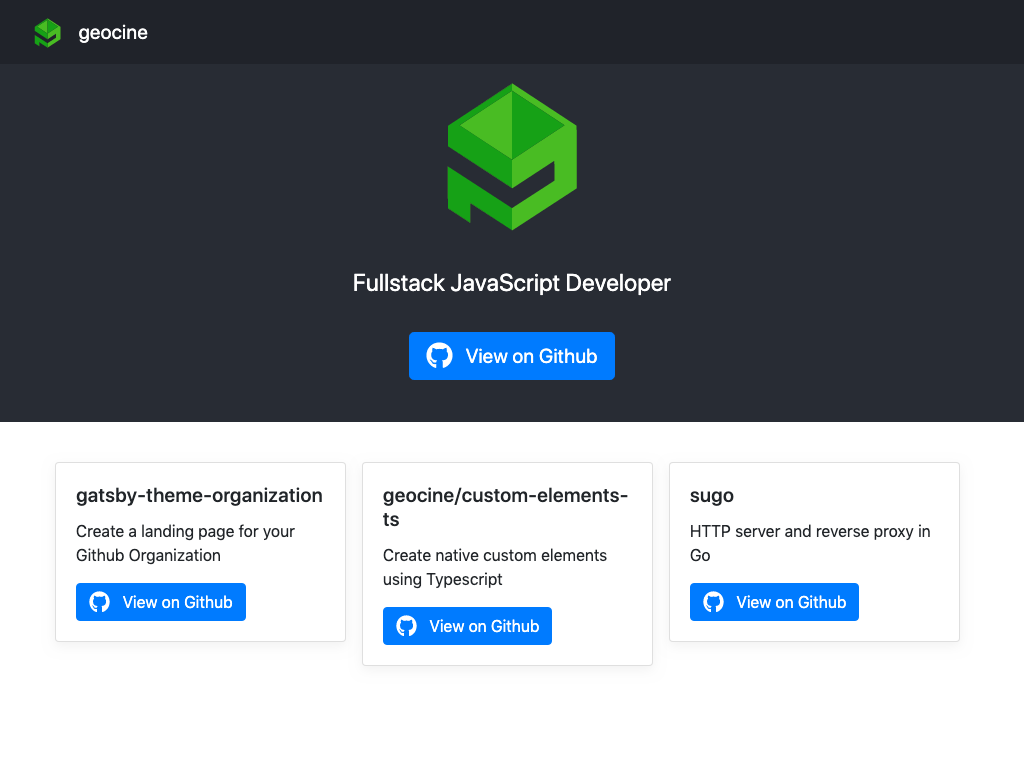 geocine
Fullstack JavaScript Developer
View on Github
gatsby-theme-organization
Create a landing page for your
Github Organization
View on Github
geocine/custom-elements-
ts
Create native custom elements
using Typescript
View on Github
sugo
HTTP server and reverse proxy in
Go
View on Github